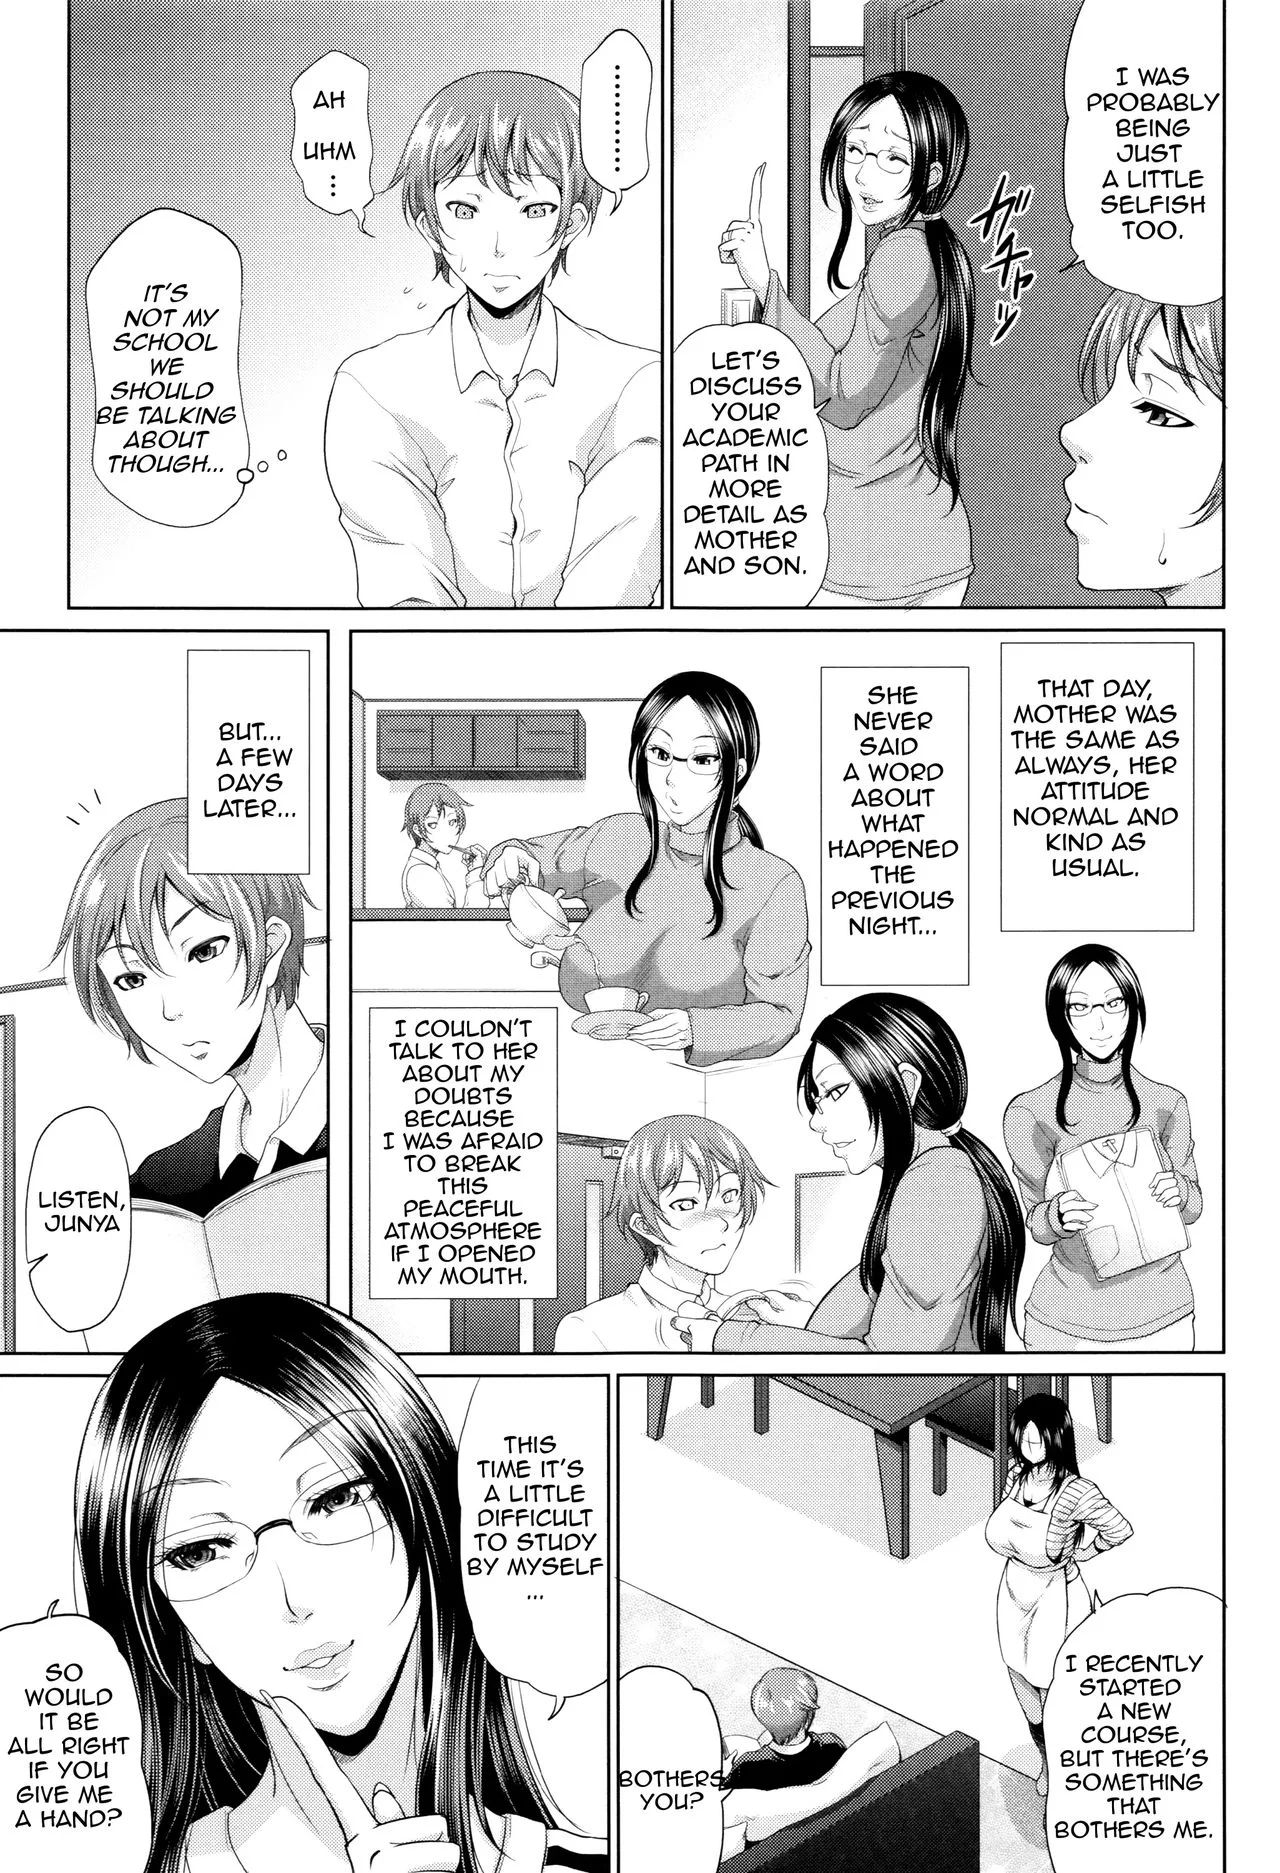 I WAS
PROBABLY
BEING
JUST
A LITTLE
SELFISH
TOO.
ガチャッ
LET'S
DISCUSS
YOUR
ACADEMIC
PATH IN
MORE
DETAIL AS
MOTHER
AND SON.
..........
AH
UHM
...
IT'S
NOT MY
SCHOOL
WE
SHOULD
BE TALKING
ABOUT
THOUGH...
THAT DAY,
MOTHER WAS
THE SAME AS
ALWAYS, HER
ATTITUDE
NORMAL AND
KIND AS
USUAL.
SHE
NEVER
SAID
A WORD
ABOUT
WHAT
HAPPENED
THE
PREVIOUS
NIGHT...
I COULDN'T
TALK TO HER
ABOUT MY
DOUBTS
BECAUSE
I WAS AFRAID
TO BREAK
THIS
PEACEFUL
ATMOSPHERE
IF I OPENED
MY MOUTH.
BUT...
A FEW
DAYS
LATER...
LISTEN,
JUNYA
I RECENTLY
STARTED
A NEW
COURSE,
BUT THERE'S
SOMETHING
THAT
BOTHERS ME.
BOTHERS
YOU?
THIS
TIME IT'S
A LITTLE
DIFFICULT
TO STUDY
BY MYSELF
...
SO
WOULD
IT BE
ALL RIGHT
IF YOU
GIVE ME
A HAND?